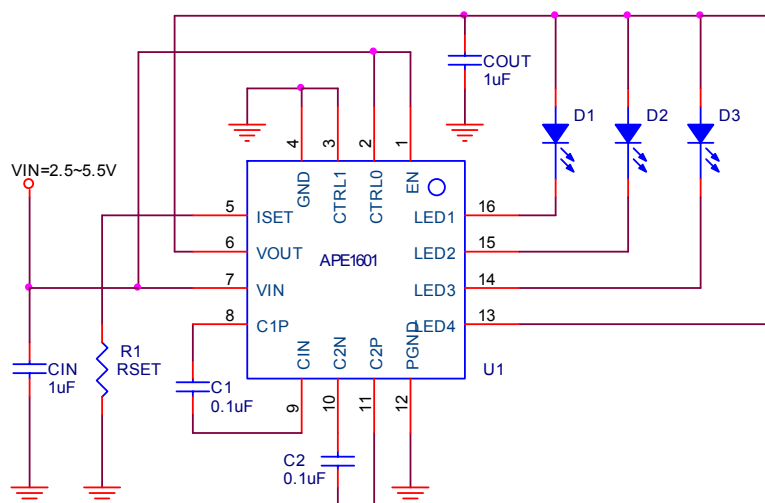 COUT
1uF
D1
D2
D3
4
3
2
1
GND
CTRL1
CTRL0
EN
VIN=2.5~5.5V
5
ISET
LED1
16
6
VOUT
APE1601
LED2
15
7
VIN
LED3
14
8
C1P
LED4
13
CIN
C2N
C2P
PGND
U1
CIN
1uF
R1
RSET
C1
0.1uF
9
10
11
12
C2
0.1uF